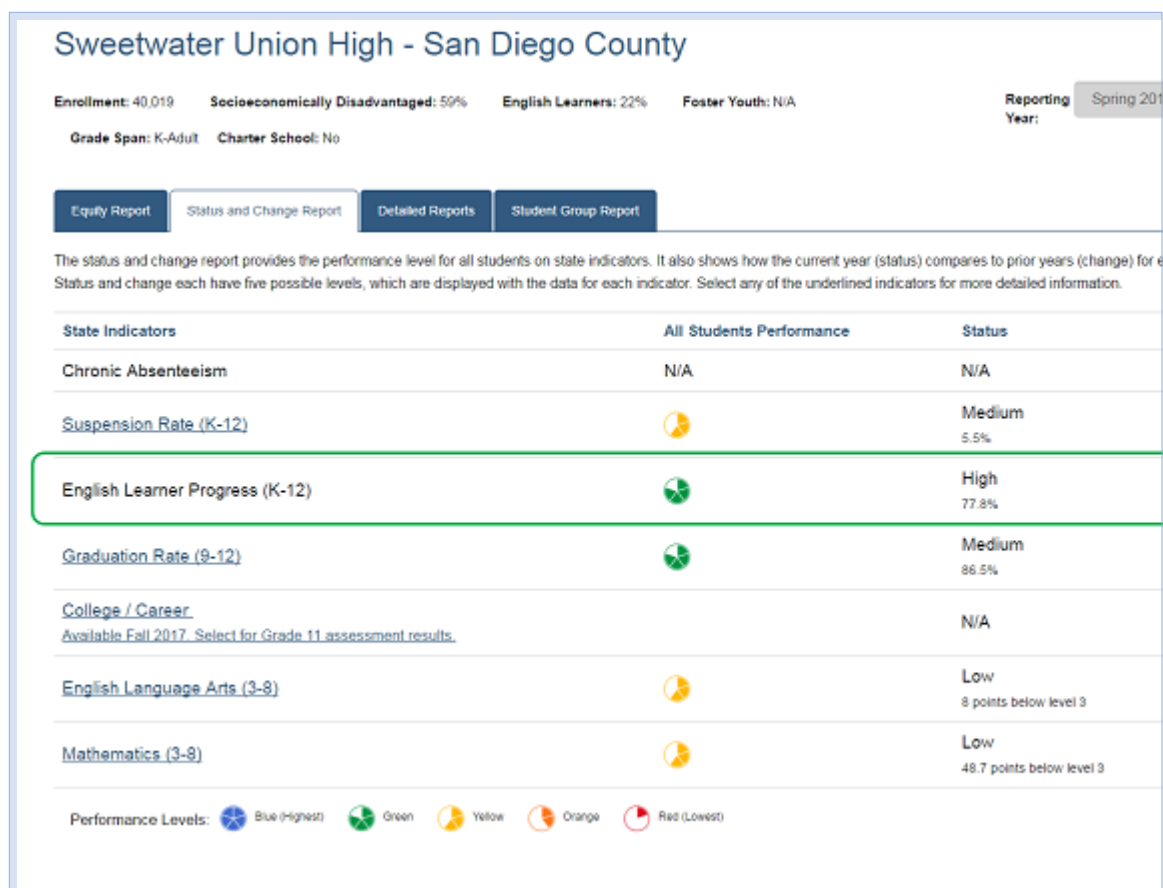 Sweetwater Union High - San Diego County
Enrollment: 40,019 Socioeconomically Disadvantaged: 59% English Learners: 22% Foster Youth: N/A Reporting Year: Spring 201
Grade Span: K-Adult Charter School: No
Equity Report Status and Change Report Detailed Reports Student Group Report
The status and change report provides the performance level for all students on state indicators. It also shows how the current year (status) compares to prior years (change) for e
Status and change each have five possible levels, which are displayed with the data for each indicator. Select any of the underlined indicators for more detailed information.
State Indicators All Students Performance Status
Chronic Absenteeism N/A N/A
Suspension Rate (K-12) Medium
5.5%
English Learner Progress (K-12) High
77.8%
Graduation Rate (9-12) Medium
86.5%
College / Career N/A
Available Fall 2017. Select for Grade 11 assessment results.
English Language Arts (3-8) Low
8 points below level 3
Mathematics (3-8) Low
48.7 points below level 3
Performance Levels: Blue (Highest) Green Yellow Orange Red (Lowest)